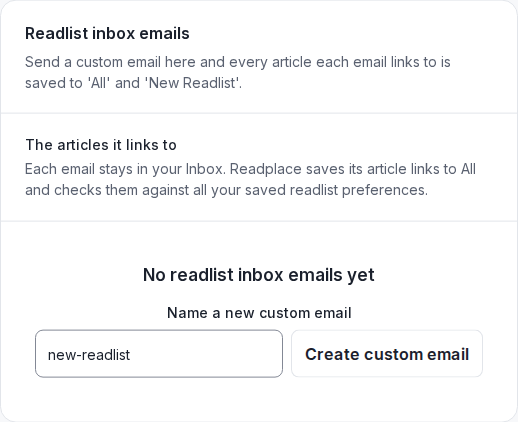 Readlist inbox emails
Send a custom email here and every article each email links to is
saved to 'All' and 'New Readlist'.
The articles it links to
Each email stays in your Inbox. Readplace saves its article links to All
and checks them against all your saved readlist preferences.
No readlist inbox emails yet
Name a new custom email
new-readlist
Create custom email